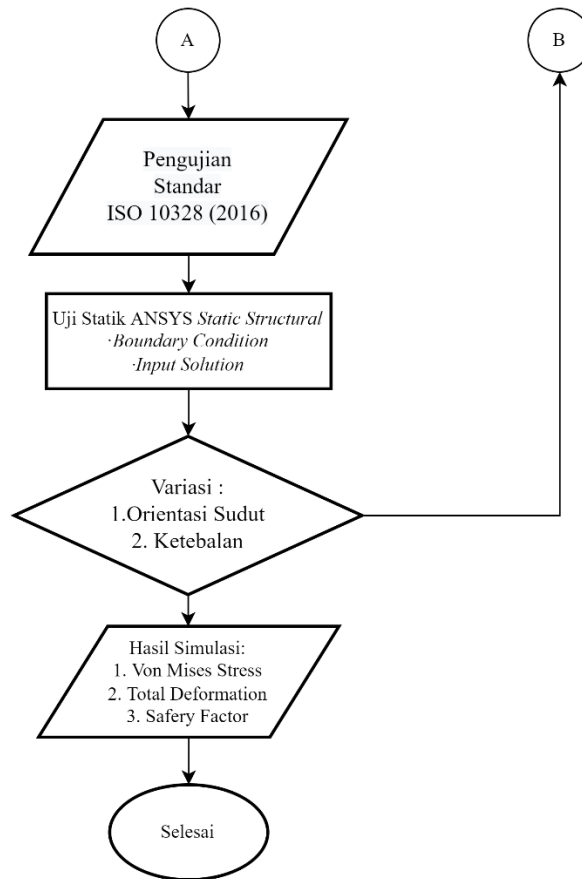 A
B
Pengujian
Standar
ISO 10328 (2016)
Uji Statik ANSYS Static Structural
·Boundary Condition
·Input Solution
Variasi :
1.Orientasi Sudut
2. Ketebalan
Hasil Simulasi:
1. Von Mises Stress
2. Total Deformation
3. Safery Factor
Selesai